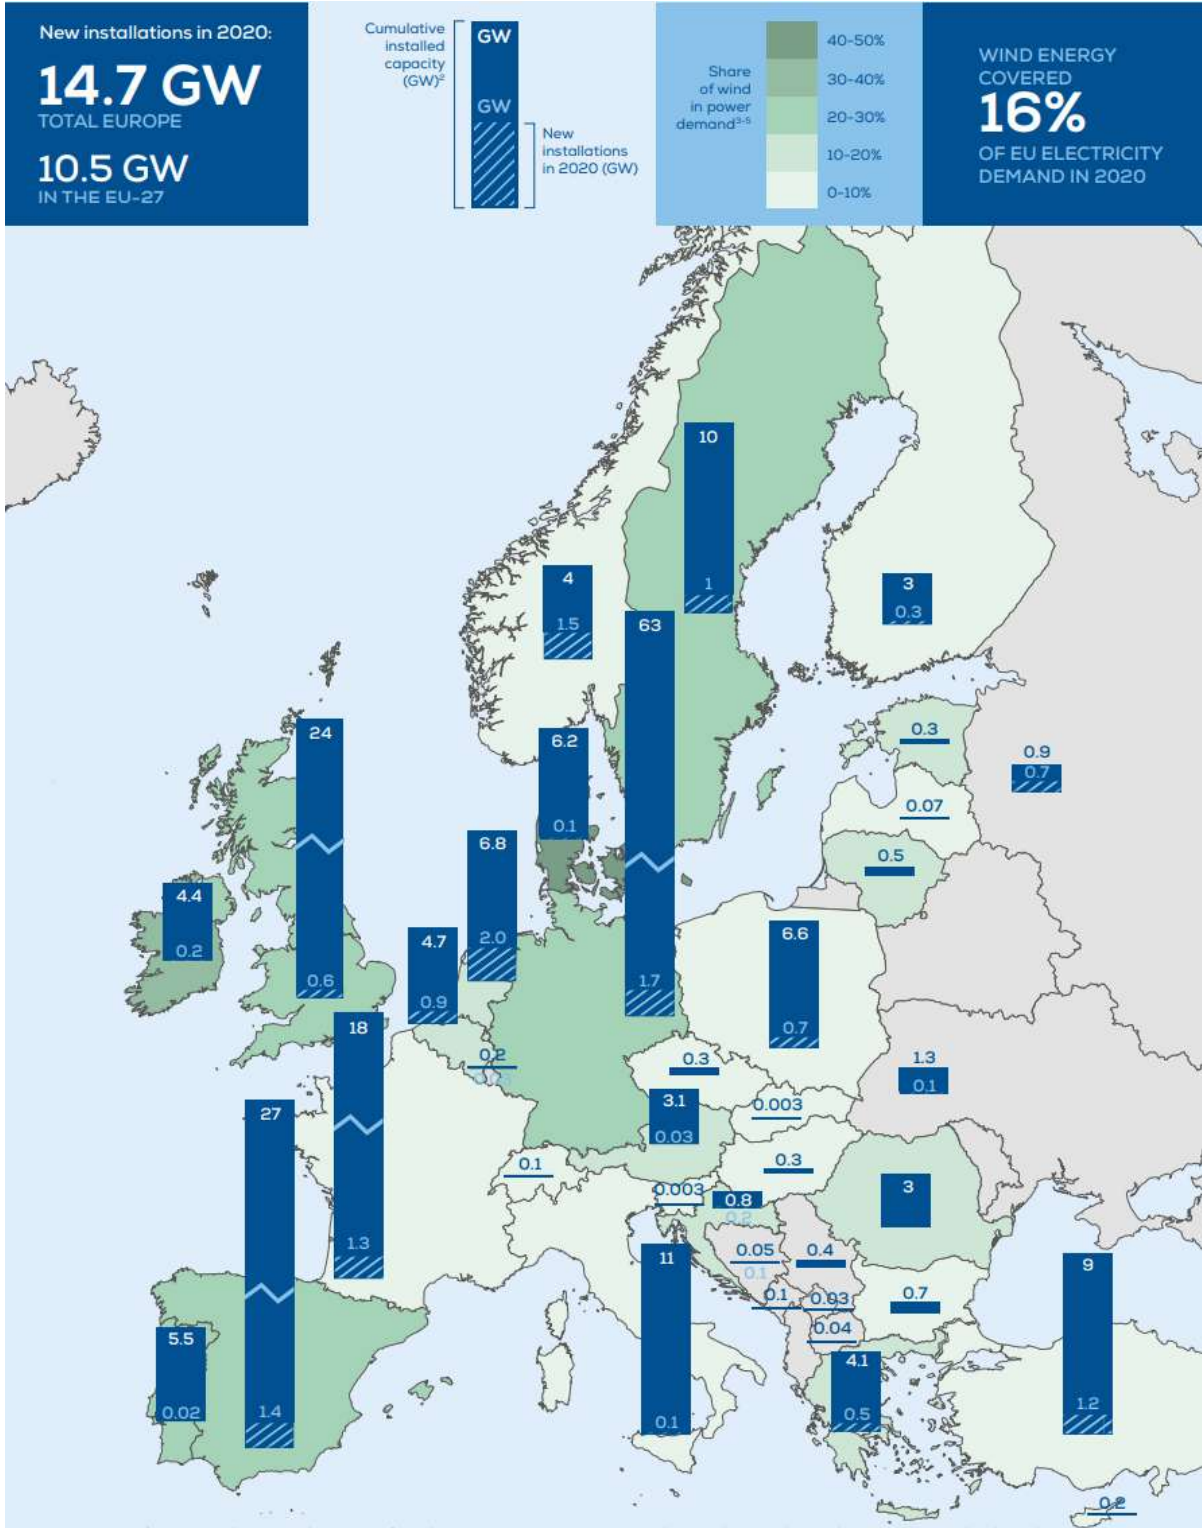 New installations in 2020:
14.7 GW
TOTAL EUROPE
10.5 GW
IN THE EU-27
Cumulative
installed
capacity
(GW)²
GW
GW
New
installations
in 2020 (GW)
Share
of wind
in power
demand³⁻⁵
40-50%
30-40%
20-30%
10-20%
0-10%
WIND ENERGY
COVERED
16%
OF EU ELECTRICITY
DEMAND IN 2020
10
1
4
1.5
3
0.3
63
1.7
24
0.6
6.2
0.1
0.3
0.9
0.7
0.07
0.5
6.8
2.0
4.4
0.2
4.7
0.9
6.6
0.7
18
1.3
0.2
0.3
1.3
0.1
3.1
0.03
0.003
27
1.4
0.1
0.3
0.003
0.8
0.2
3
11
0.1
0.05
0.1
0.4
9
1.2
0.1
0.03
0.7
0.04
5.5
0.02
4.1
0.5
0.2